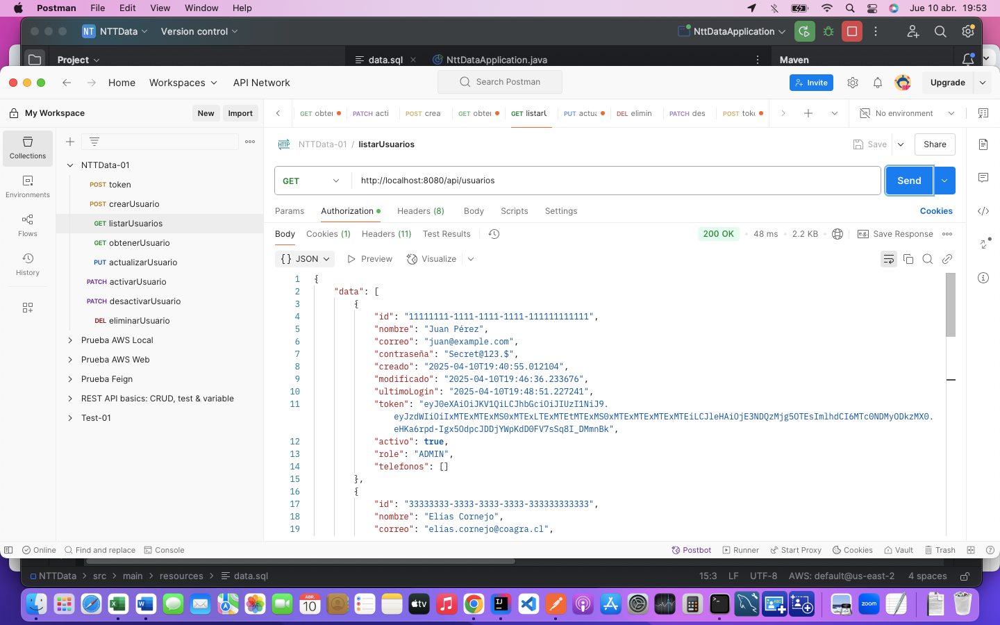 Postman File Edit View Window Help Jue 10 abr. 19:53
NT NTTData Version control NttDataApplication
Project data.sql NttDataApplication.java Maven
Home Workspaces API Network Search Postman Invite Upgrade
My Workspace New Import
GET obter PATCH acti POST crea GET obter GET listarU PUT actua DEL elimin PATCH des POST toke No environment
Collections
Environments
Flows
History
NTTData-01
POST token
POST crearUsuario
GET listarUsuarios
GET obtenerUsuario
PUT actualizarUsuario
PATCH activarUsuario
PATCH desactivarUsuario
DEL eliminarUsuario
Prueba AWS Local
Prueba AWS Web
Prueba Feign
REST API basics: CRUD, test & variable
Test-01
HTTP NTTData-01 / listarUsuarios Save Share
GET http://localhost:8080/api/usuarios Send
Params Authorization Headers (8) Body Scripts Settings Cookies
Body Cookies (1) Headers (11) Test Results 200 OK 48 ms 2.2 KB Save Response
{} JSON Preview Visualize
1 {
2 "data": [
3 {
4 "id": "11111111-1111-1111-1111-111111111111",
5 "nombre": "Juan Pérez",
6 "correo": "juan@example.com",
7 "contraseña": "Secret@123.$",
8 "creado": "2025-04-10T19:40:55.012104",
9 "modificado": "2025-04-10T19:46:36.233676",
10 "ultimoLogin": "2025-04-10T19:48:51.227241",
11 "token": "eyJ0eXAiOiJKV1QiLCJhbGciOiJIUzI1NiJ9.
eyJzdWIiOiIxMTExMTExMS0xMTExLTExMTEtMTExMS0xMTExMTExMTExMTEiLCJleHAiOjE3NDQzMjg5OTEsImlhdCI6MTc0NDMyODkzMX0.
eHKa6rpd-Igx5OdpcJDDjYWpKdD0FV7sSq8I_DMmnBk",
12 "activo": true,
13 "role": "ADMIN",
14 "telefonos": []
15 },
16 {
17 "id": "33333333-3333-3333-3333-333333333333",
18 "nombre": "Elias Cornejo",
19 "correo": "elias.cornejo@coagra.cl",
Online Find and replace Console Postbot Runner Start Proxy Cookies Vault Trash
NTTData src main resources data.sql 15:3 LF UTF-8 AWS: default@us-east-2 4 spaces
ABR.
10
tv
zoom